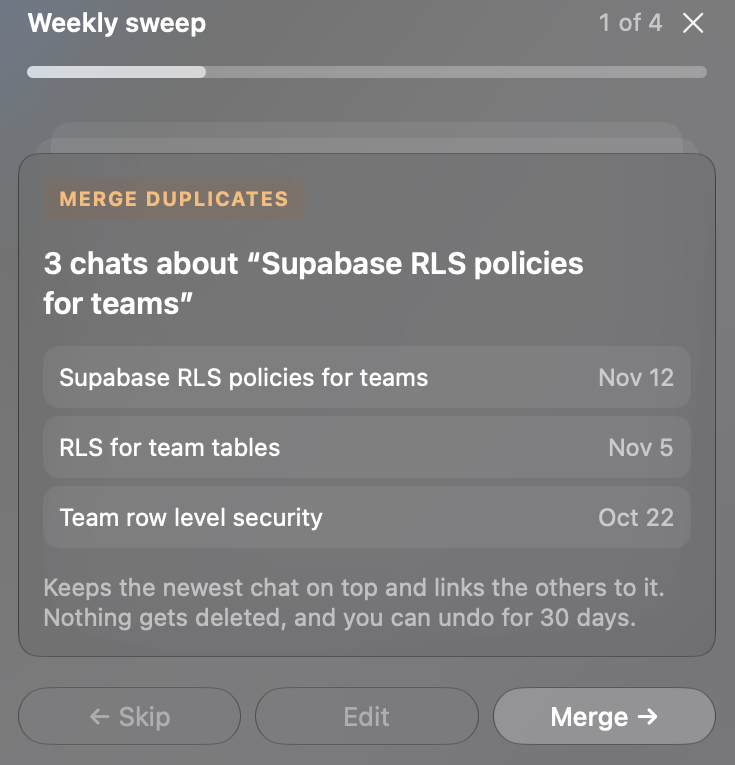 Weekly sweep
1 of 4 ×
MERGE DUPLICATES
3 chats about “Supabase RLS policies
for teams”
Supabase RLS policies for teams Nov 12
RLS for team tables Nov 5
Team row level security Oct 22
Keeps the newest chat on top and links the others to it.
Nothing gets deleted, and you can undo for 30 days.
← Skip
Edit
Merge →